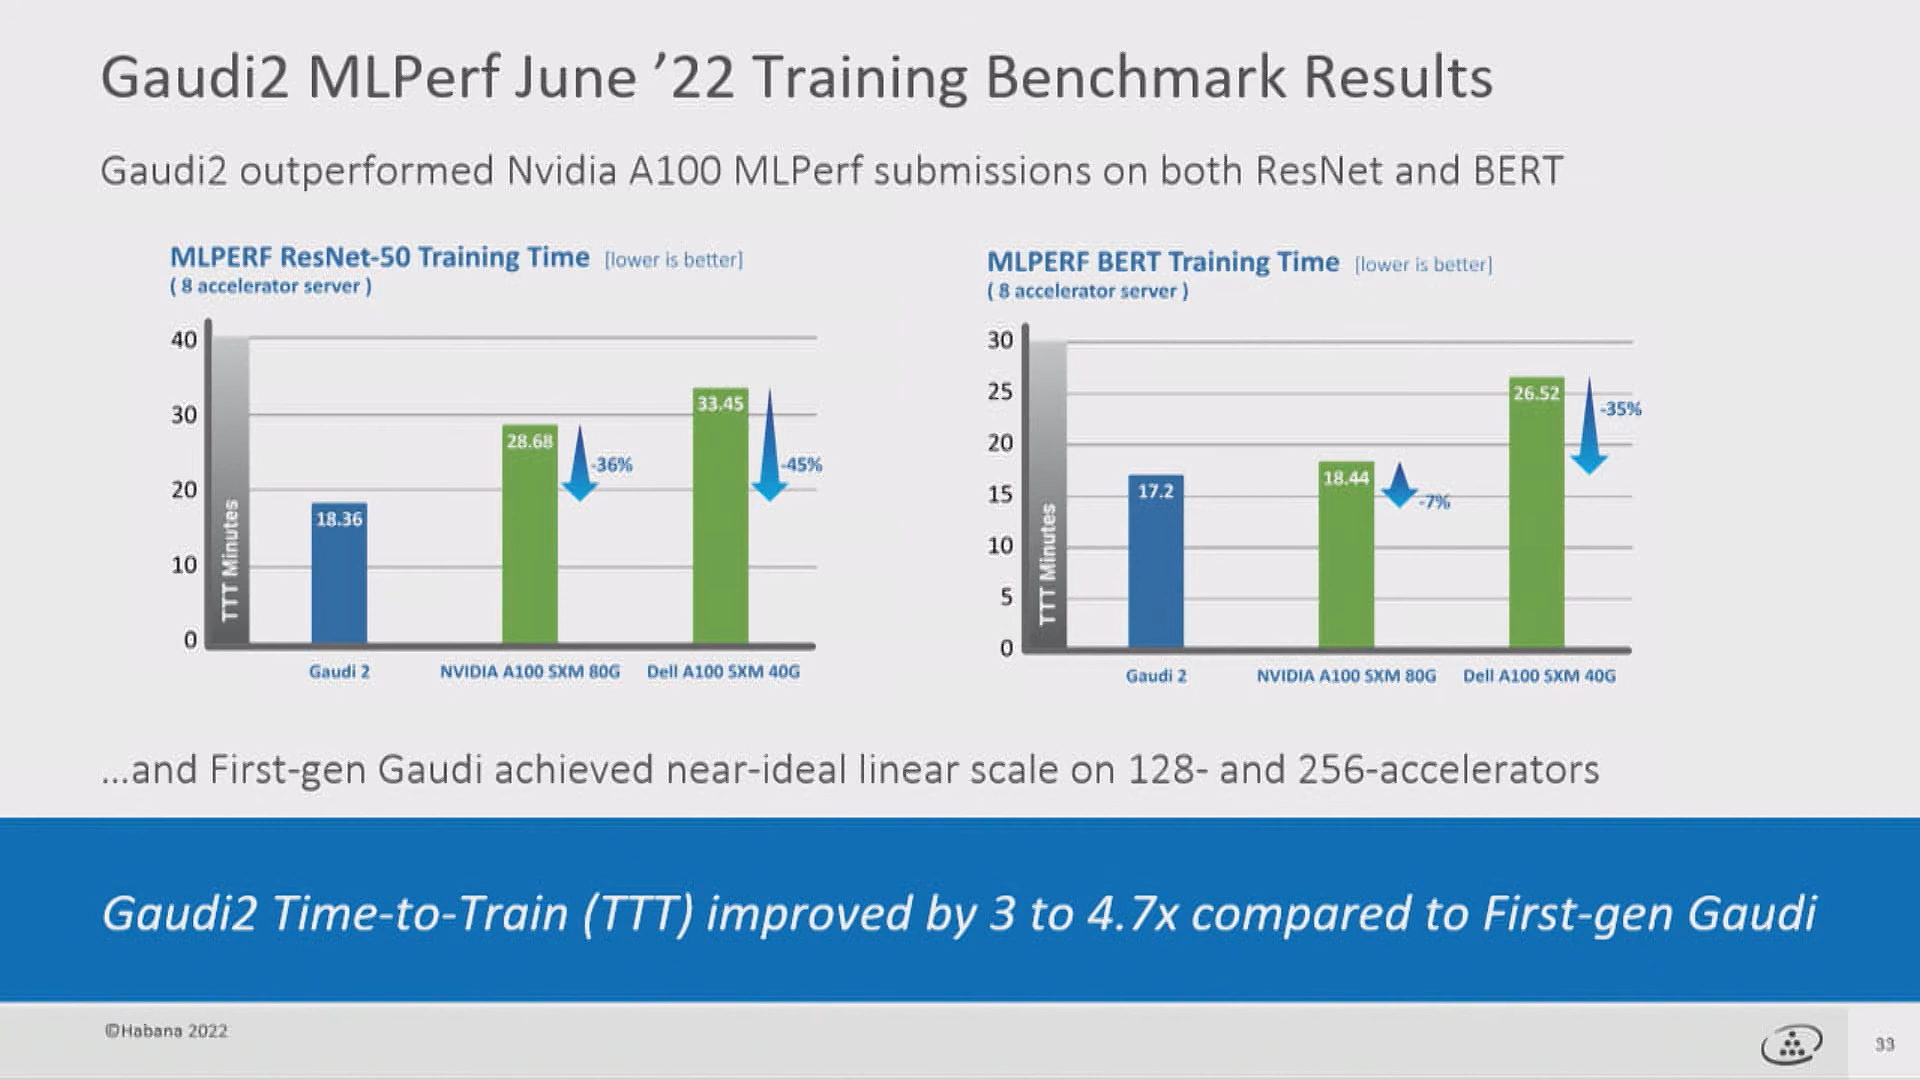 Gaudi2 MLPerf June ’22 Training Benchmark Results
Gaudi2 outperformed Nvidia A100 MLPerf submissions on both ResNet and BERT
MLPERF ResNet-50 Training Time [lower is better]
( 8 accelerator server )
40
30
20
10
0
TTT Minutes
18.36
28.68
-36%
33.45
-45%
Gaudi 2
NVIDIA A100 SXM 80G
Dell A100 SXM 40G
MLPERF BERT Training Time [lower is better]
( 8 accelerator server )
30
25
20
15
10
5
0
TTT Minutes
17.2
18.44
-7%
26.52
-35%
Gaudi 2
NVIDIA A100 SXM 80G
Dell A100 SXM 40G
...and First-gen Gaudi achieved near-ideal linear scale on 128- and 256-accelerators
Gaudi2 Time-to-Train (TTT) improved by 3 to 4.7x compared to First-gen Gaudi
©Habana 2022
33